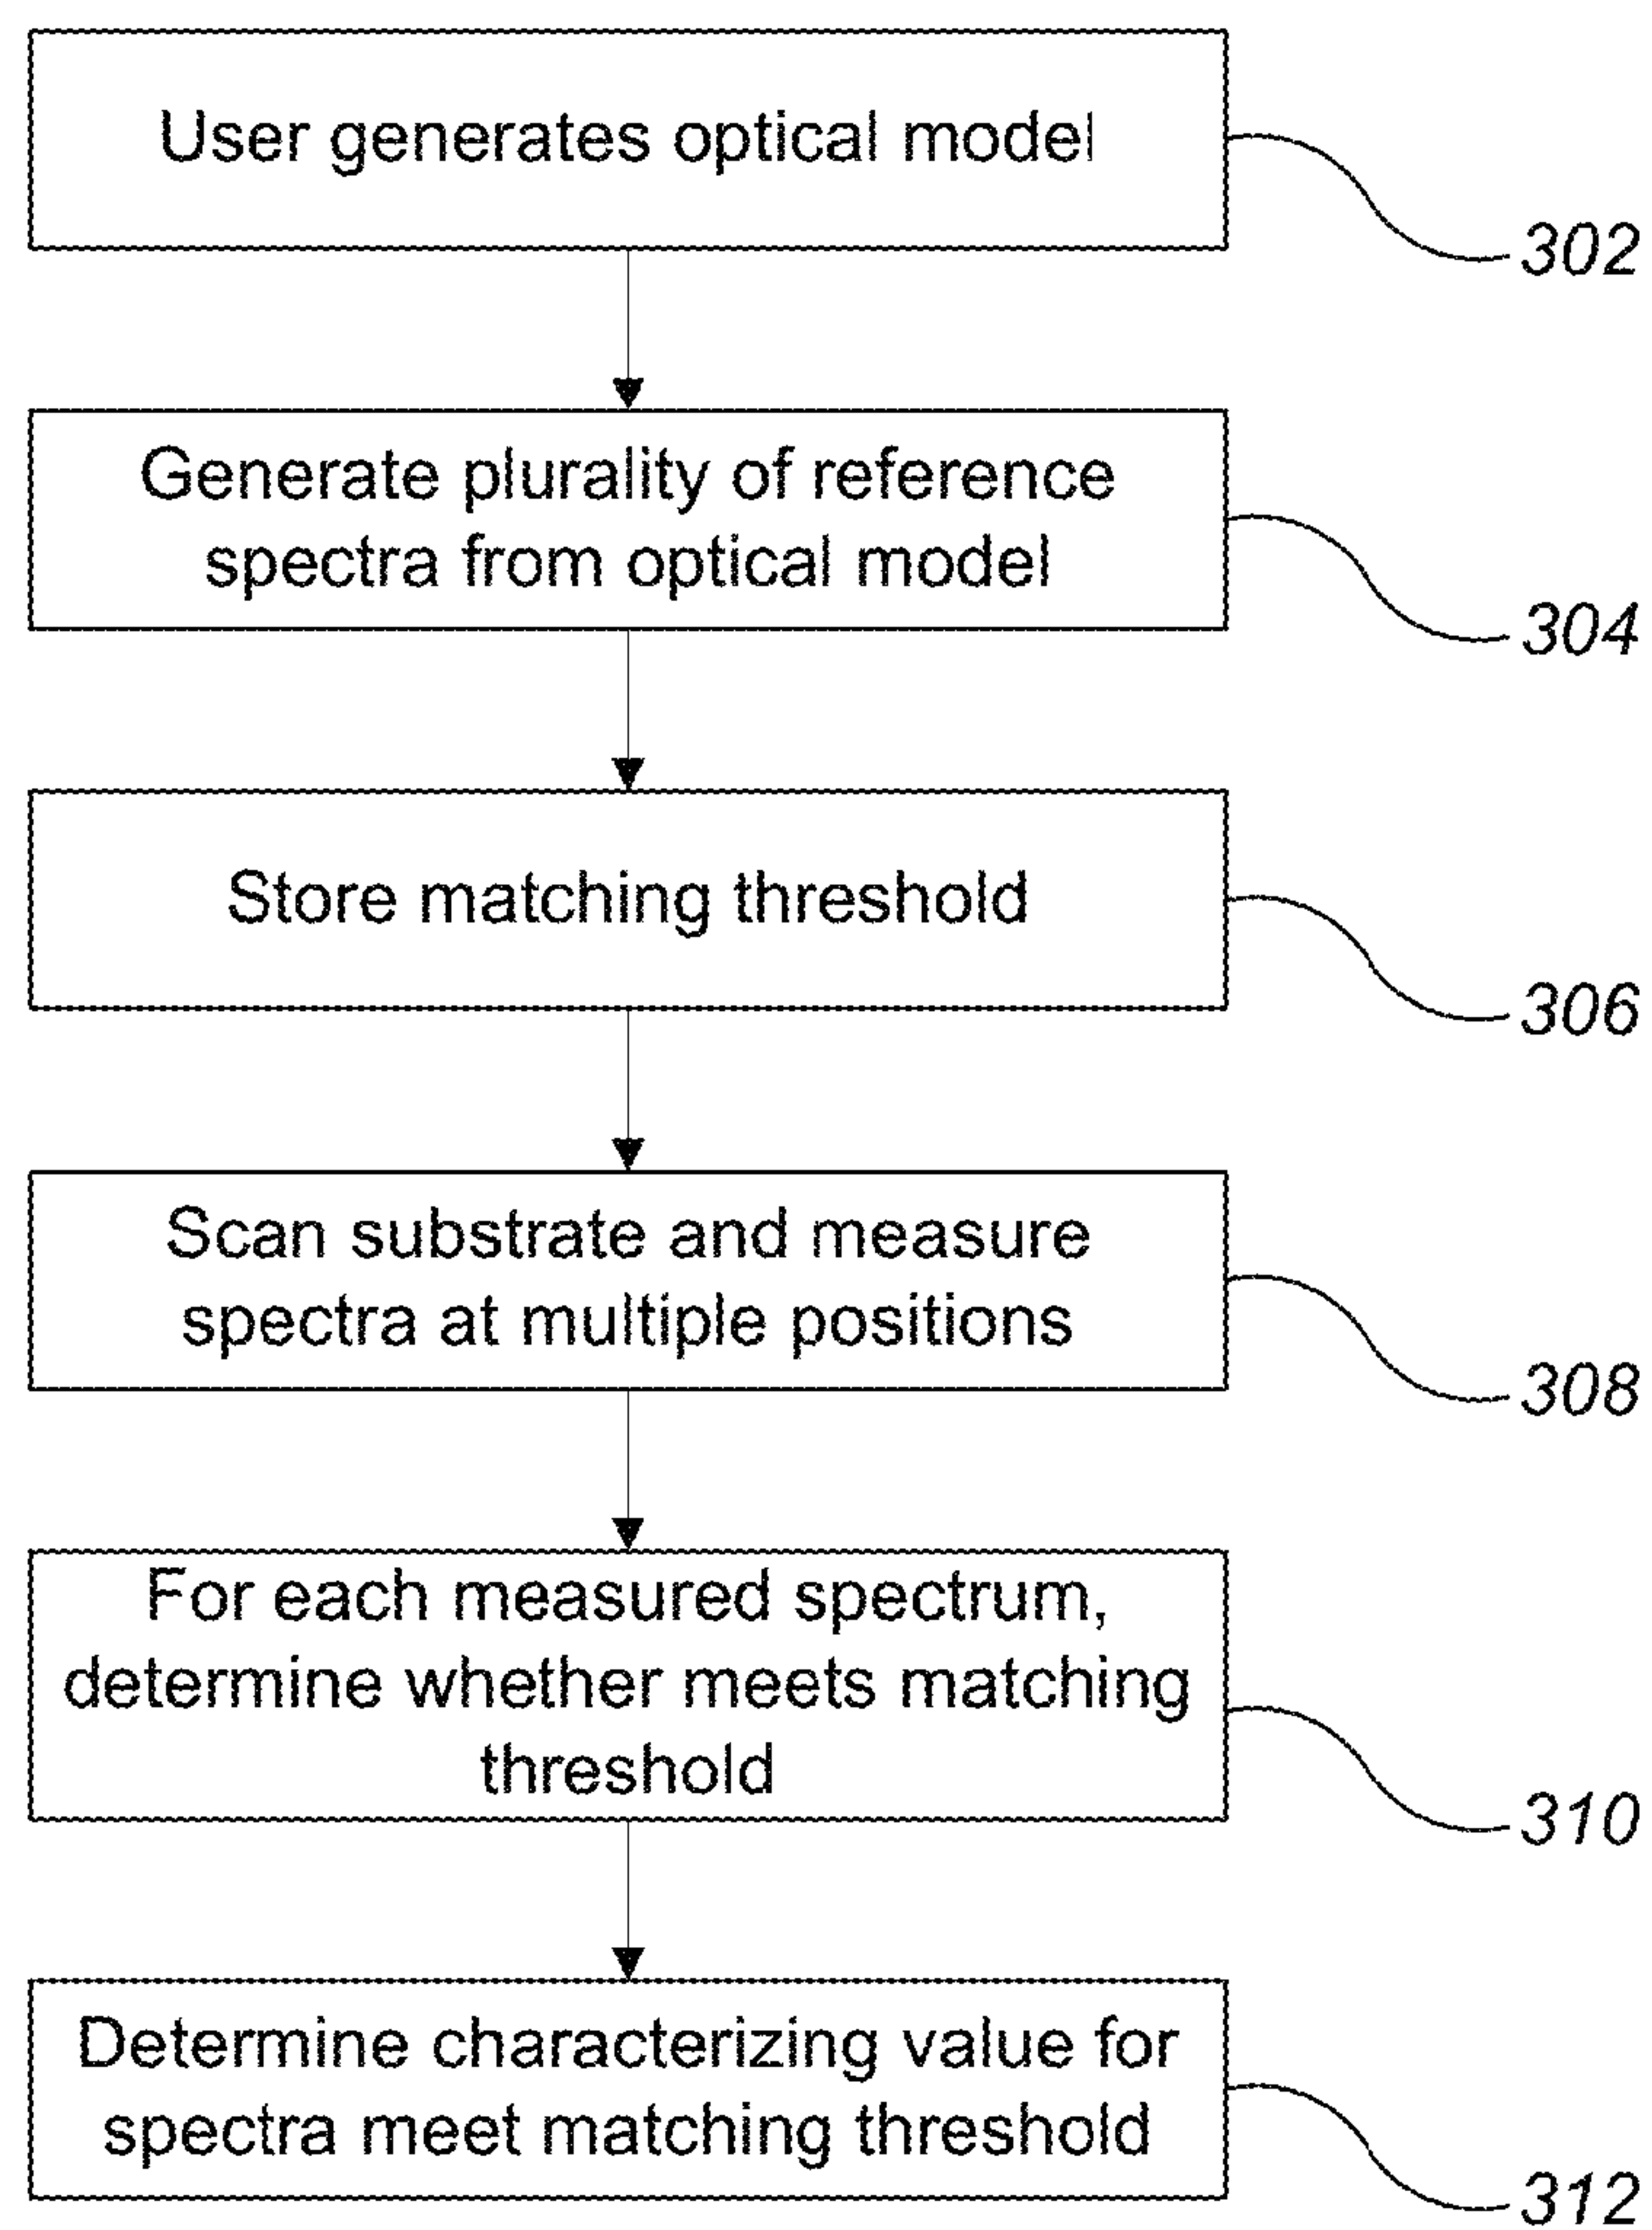 User generates optical model
302
Generate plurality of reference
spectra from optical model
304
Store matching threshold
306
Scan substrate and measure
spectra at multiple positions
308
For each measured spectrum,
determine whether meets matching
threshold
310
Determine characterizing value for
spectra meet matching threshold
312